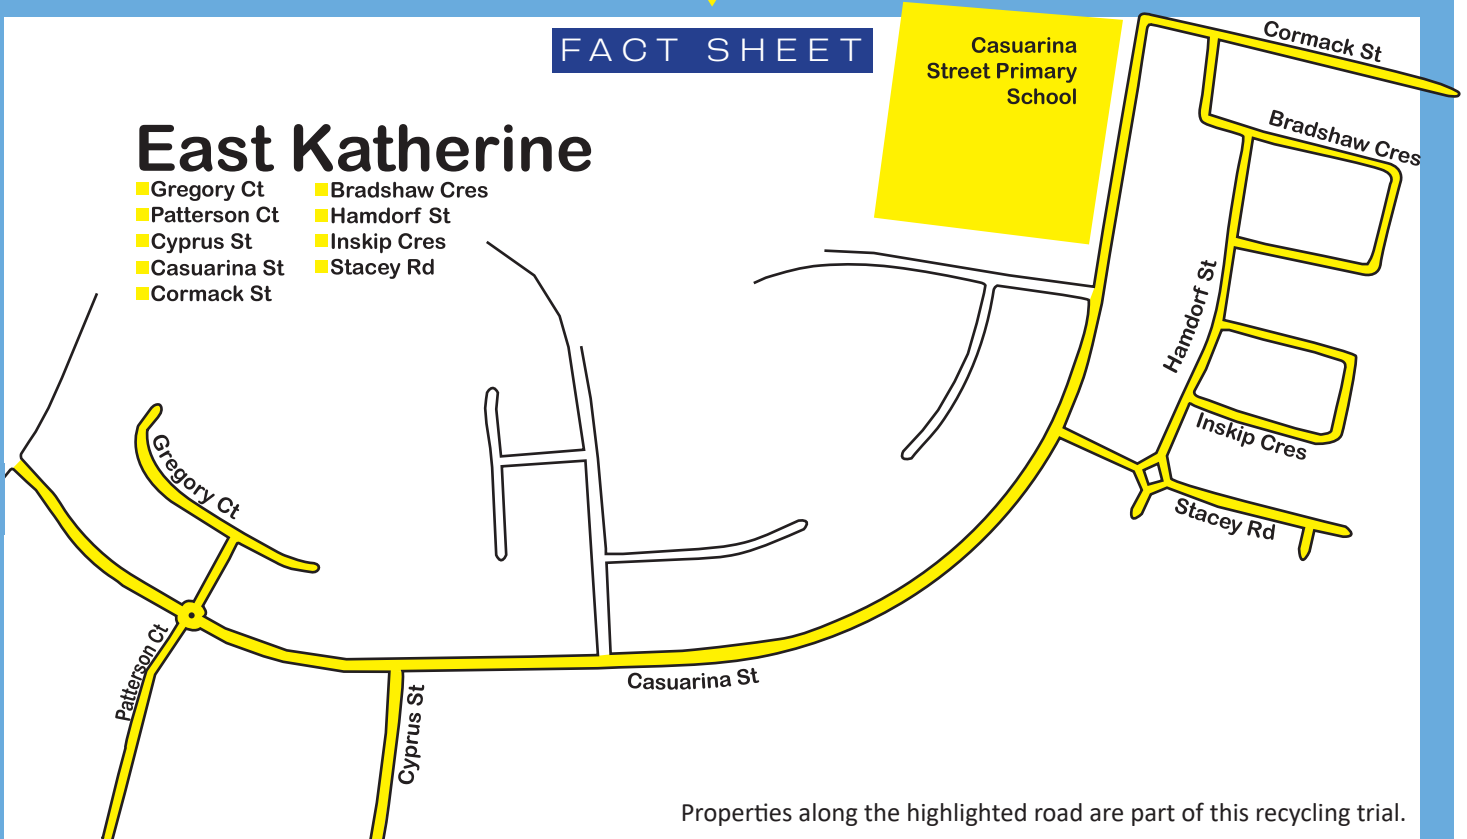 FACT SHEET
Casuarina
Street Primary
School
East Katherine
Gregory Ct
Patterson Ct
Cyprus St
Casuarina St
Cormack St
Bradshaw Cres
Hamdorf St
Inskip Cres
Stacey Rd
Cormack St
Bradshaw Cres
Hamdorf St
Inskip Cres
Stacey Rd
Gregory Ct
Patterson Ct
Cyprus St
Casuarina St
Properties along the highlighted road are part of this recycling trial.